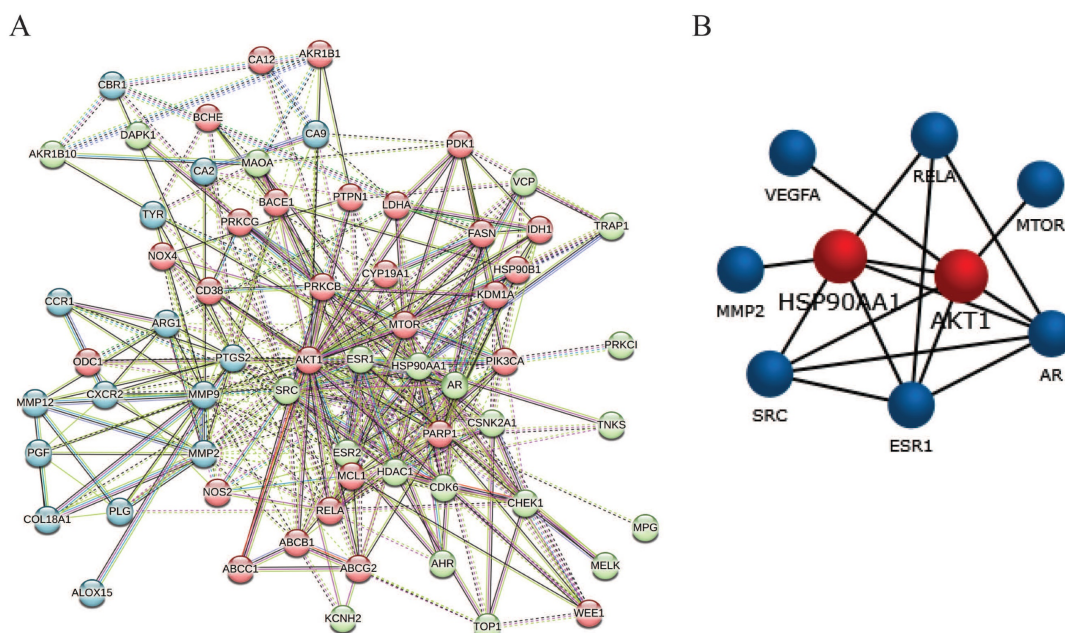 A
B
AKR1B1
CA12
CBR1
BCHE
DAPK1
CA9
AKR1B10
MAOA
CA2
PDK1
VCP
TYR
BACE1
PTPN1
LDHA
PRKCG
TRAP1
FASN
IDH1
NOX4
CYP19A1
HSP90B1
CD38
PRKCB
KDM1A
CCR1
ARG1
MTOR
PRKCI
ODC1
PTGS2
AKT1
ESR1
HSP90AA1
PIK3CA
CXCR2
MMP9
SRC
AR
MMP12
CSNK2A1
TNKS
PARP1
PGF
MMP2
ESR2
HDAC1
MCL1
CDK6
NOS2
COL18A1
PLG
RELA
CHEK1
MPG
ABCB1
ABCC1
ABCG2
AHR
MELK
ALOX15
KCNH2
TOP1
WEE1
RELA
VEGFA
MTOR
MMP2
HSP90AA1
AKT1
AR
SRC
ESR1